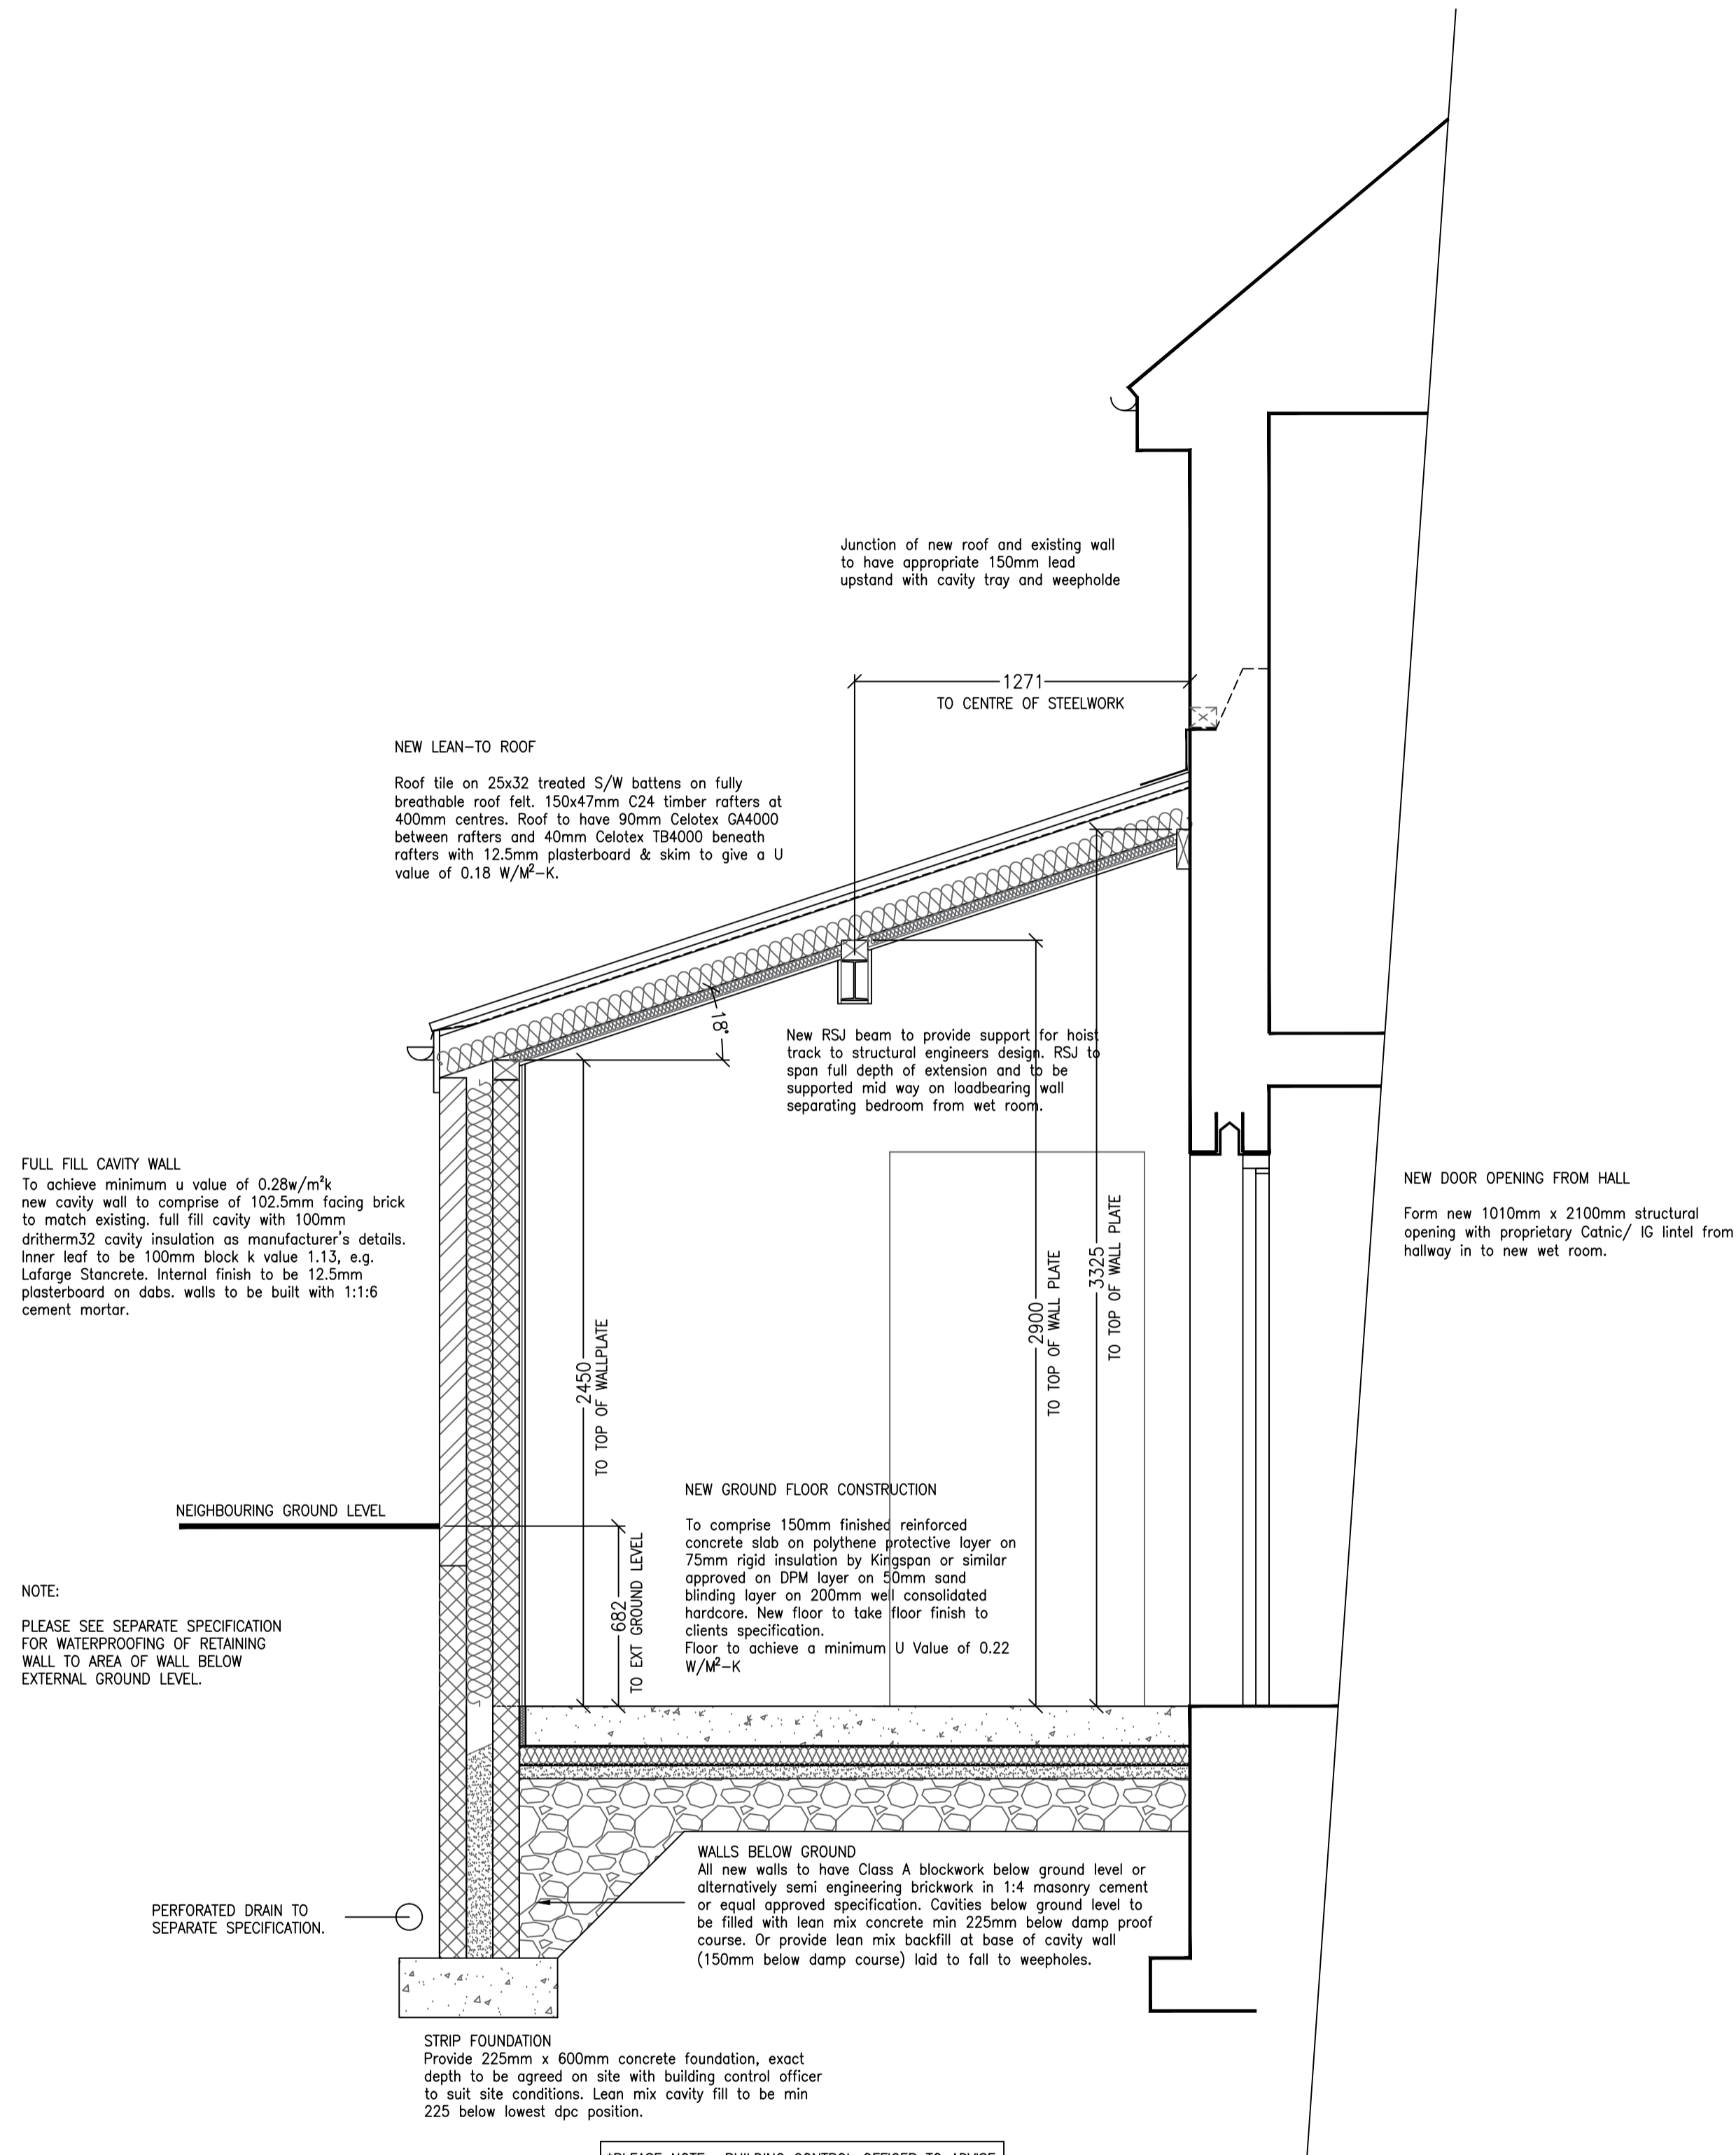 Junction of new roof and existing wall
to have appropriate 150mm lead
upstand with cavity tray and weepholde
1271
TO CENTRE OF STEELWORK
NEW LEAN-TO ROOF
Roof tile on 25x32 treated S/W battens on fully
breathable roof felt. 150x47mm C24 timber rafters at
400mm centres. Roof to have 90mm Celotex GA4000
between rafters and 40mm Celotex TB4000 beneath
rafters with 12.5mm plasterboard & skim to give a U
value of 0.18 W/M²-K.
18°
New RSJ beam to provide support for hoist
track to structural engineers design. RSJ to
span full depth of extension and to be
supported mid way on loadbearing wall
separating bedroom from wet room.
FULL FILL CAVITY WALL
To achieve minimum u value of 0.28w/m²k
new cavity wall to comprise of 102.5mm facing brick
to match existing. full fill cavity with 100mm
dritherm32 cavity insulation as manufacturer's details.
Inner leaf to be 100mm block k value 1.13, e.g.
Lafarge Stancrete. Internal finish to be 12.5mm
plasterboard on dabs. walls to be built with 1:1:6
cement mortar.
NEW DOOR OPENING FROM HALL
Form new 1010mm x 2100mm structural
opening with proprietary Catnic/ IG lintel from
hallway in to new wet room.
2450
TO TOP OF WALLPLATE
2900
TO TOP OF WALL PLATE
3325
TO TOP OF WALL PLATE
NEIGHBOURING GROUND LEVEL
682
TO EXT GROUND LEVEL
NEW GROUND FLOOR CONSTRUCTION
To comprise 150mm finished reinforced
concrete slab on polythene protective layer on
75mm rigid insulation by Kingspan or similar
approved on DPM layer on 50mm sand
blinding layer on 200mm well consolidated
hardcore. New floor to take floor finish to
clients specification.
Floor to achieve a minimum U Value of 0.22
W/M²-K
NOTE:
PLEASE SEE SEPARATE SPECIFICATION
FOR WATERPROOFING OF RETAINING
WALL TO AREA OF WALL BELOW
EXTERNAL GROUND LEVEL.
WALLS BELOW GROUND
All new walls to have Class A blockwork below ground level or
alternatively semi engineering brickwork in 1:4 masonry cement
or equal approved specification. Cavities below ground level to
be filled with lean mix concrete min 225mm below damp proof
course. Or provide lean mix backfill at base of cavity wall
(150mm below damp course) laid to fall to weepholes.
PERFORATED DRAIN TO
SEPARATE SPECIFICATION.
STRIP FOUNDATION
Provide 225mm x 600mm concrete foundation, exact
depth to be agreed on site with building control officer
to suit site conditions. Lean mix cavity fill to be min
225 below lowest dpc position.
*PLEASE NOTE: BUILDING CONTROL OFFICER TO ADVISE